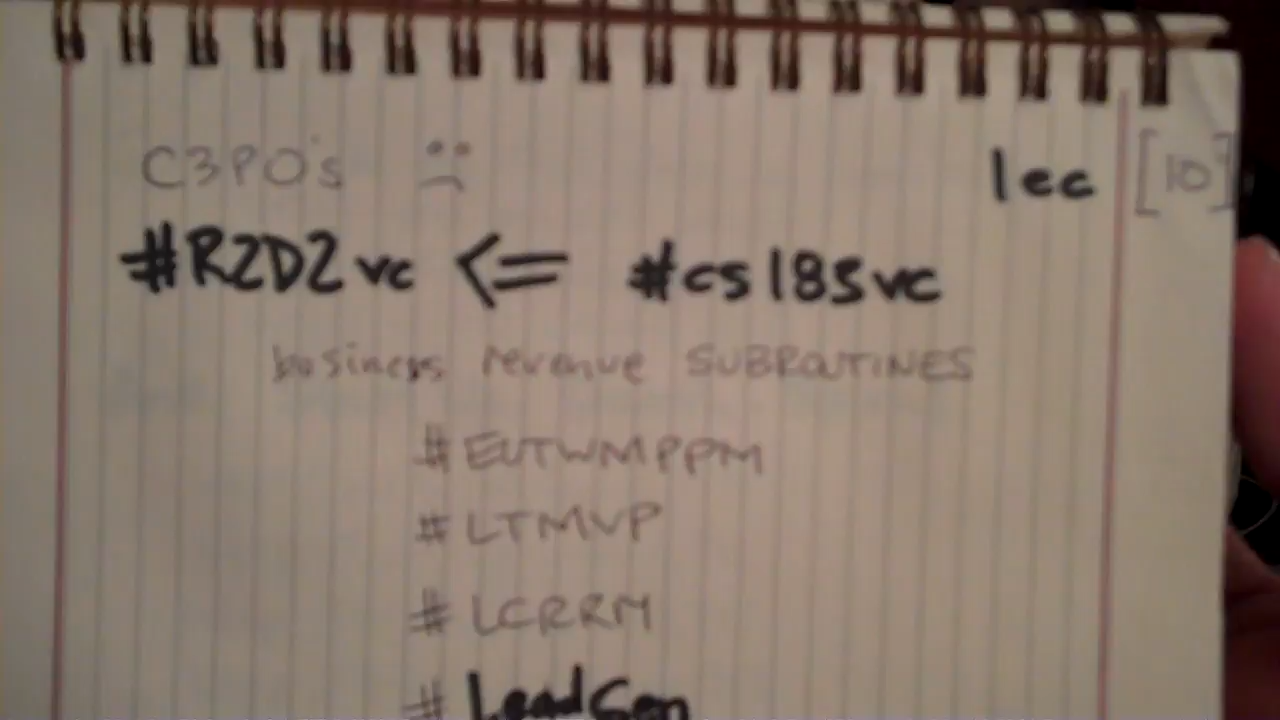 C3PO's :( lec [10]
#R2D2vc <= #cs183vc
business revenue SUBROUTINES
#EUTWMPPM
#LTMVP
#LCRRM
#LeadGen